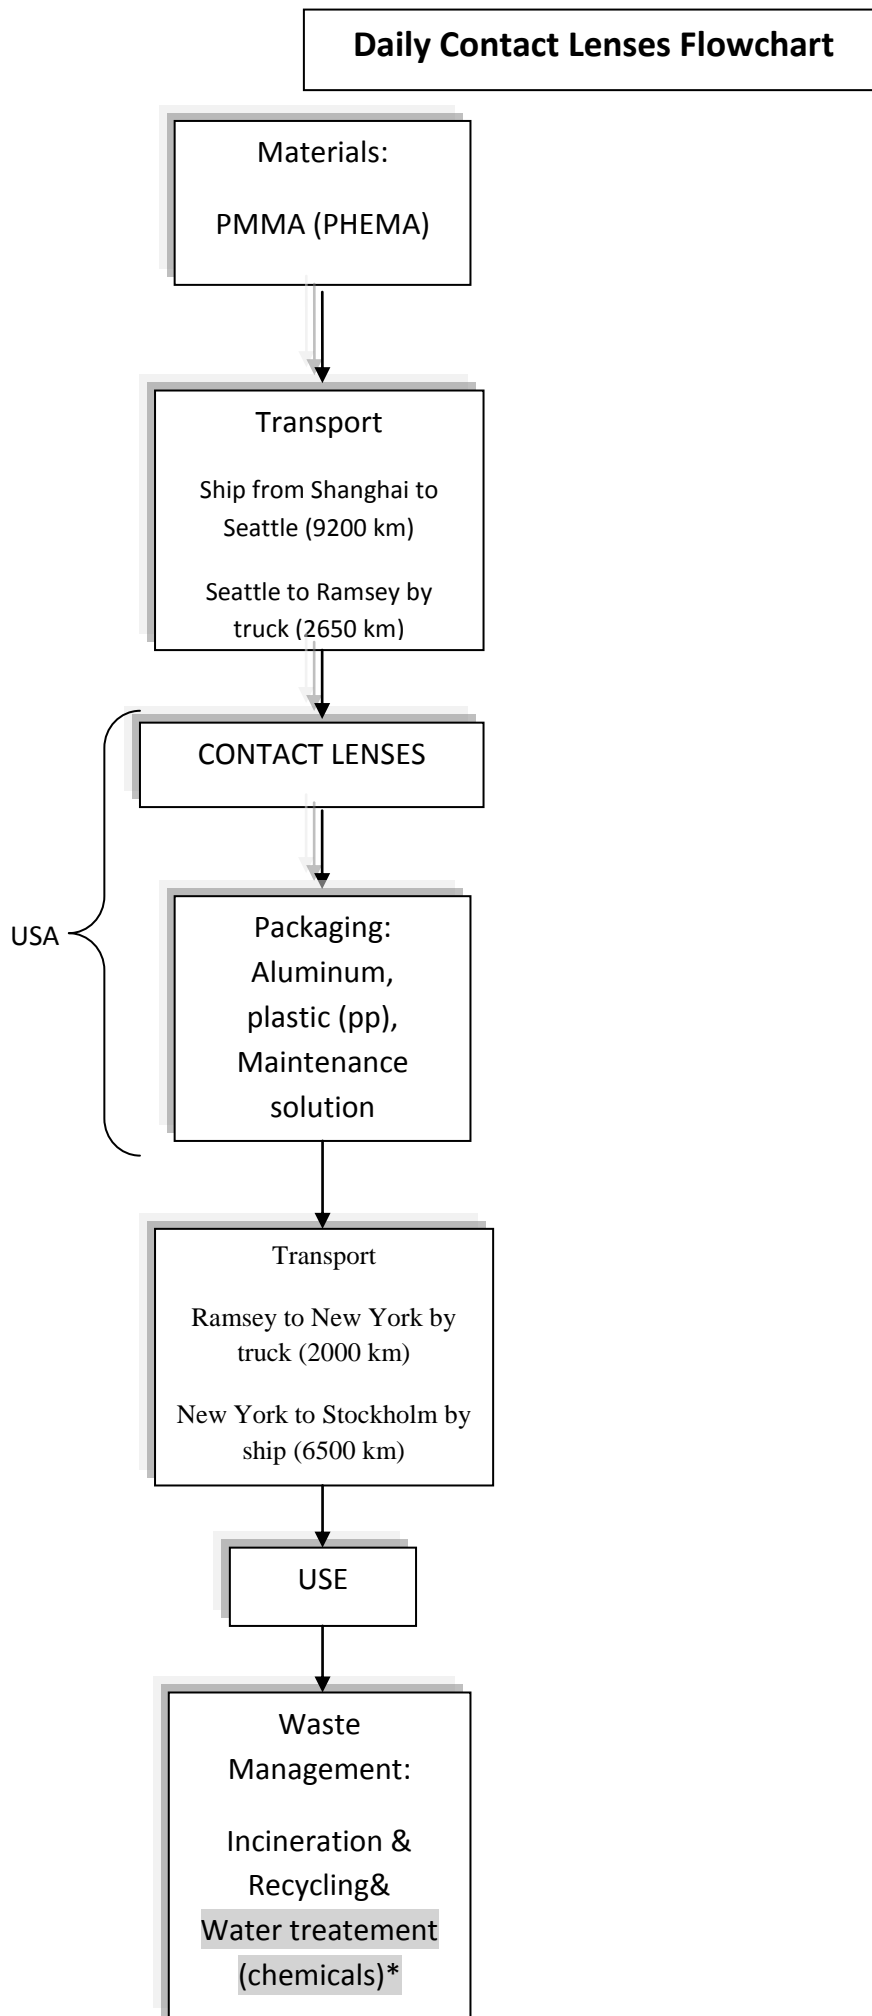 Daily Contact Lenses Flowchart
Materials:
PMMA (PHEMA)
Transport
Ship from Shanghai to
Seattle (9200 km)
Seattle to Ramsey by
truck (2650 km)
CONTACT LENSES
USA
Packaging:
Aluminum,
plastic (pp),
Maintenance
solution
Transport
Ramsey to New York by
truck (2000 km)
New York to Stockholm by
ship (6500 km)
USE
Waste
Management:
Incineration &
Recycling&
Water treatement
(chemicals)*